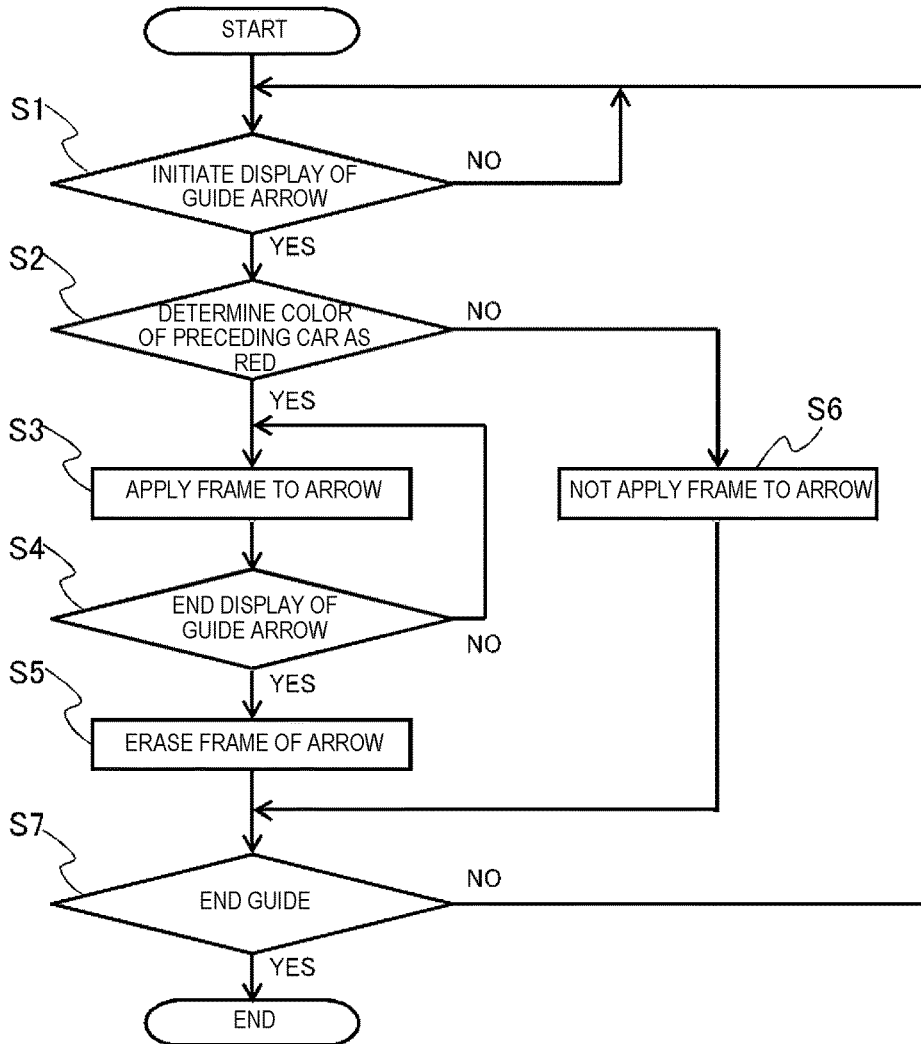 START
S1
INITIATE DISPLAY OF
GUIDE ARROW
NO
YES
S2
DETERMINE COLOR
OF PRECEDING CAR AS
RED
NO
YES
S3
APPLY FRAME TO ARROW
S6
NOT APPLY FRAME TO ARROW
S4
END DISPLAY OF
GUIDE ARROW
NO
YES
S5
ERASE FRAME OF ARROW
S7
END GUIDE
NO
YES
END